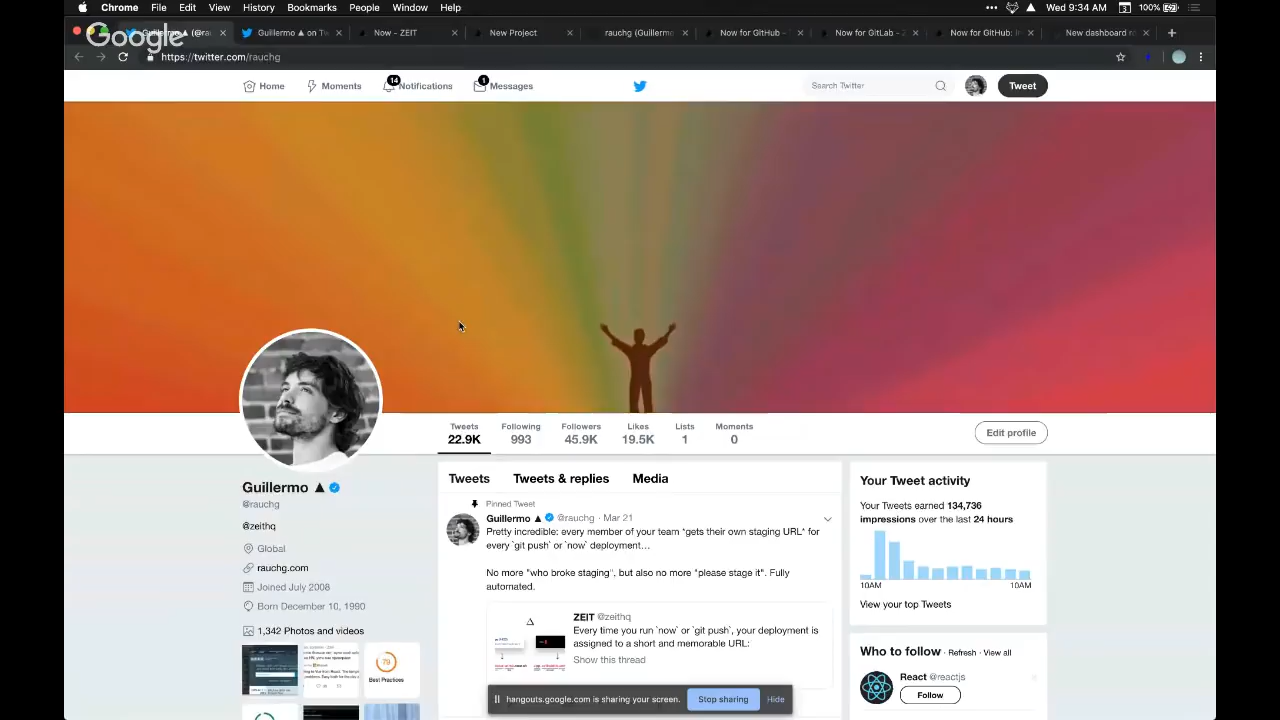 Chrome File Edit View History Bookmarks People Window Help
Wed 9:34 AM 100%
Google
Guillermo ▲ (@ra
Guillermo ▲ on Tw
Now – ZEIT
New Project
rauchg (Guillermo
Now for GitHub -
Now for GitLab - Z
Now for GitHub: In
New dashboard n
https://twitter.com/rauchg
Home
Moments
14
Notifications
1
Messages
Search Twitter
Tweet
Tweets Following Followers Likes Lists Moments
22.9K 993 45.9K 19.5K 1 0
Edit profile
Guillermo ▲
@rauchg
@zeithq
Global
rauchg.com
Joined July 2008
Born December 10, 1990
1,342 Photos and videos
79
Best Practices
Tweets Tweets & replies Media
Pinned Tweet
Guillermo ▲ @rauchg · Mar 21
Pretty incredible: every member of your team *gets their own staging URL* for
every `git push` or `now` deployment…
No more "who broke staging", but also no more "please stage it". Fully
automated.
ZEIT @zeithq
Every time you run `now` or `git push`, your deployment is
assigned to a short and memorable URL:
Show this thread
hangouts.google.com is sharing your screen.
Stop sharing
Hide
Your Tweet activity
Your Tweets earned 134,736
impressions over the last 24 hours
10AM 10AM
View your top Tweets
Who to follow · Refresh · View all
React @reactjs
Follow